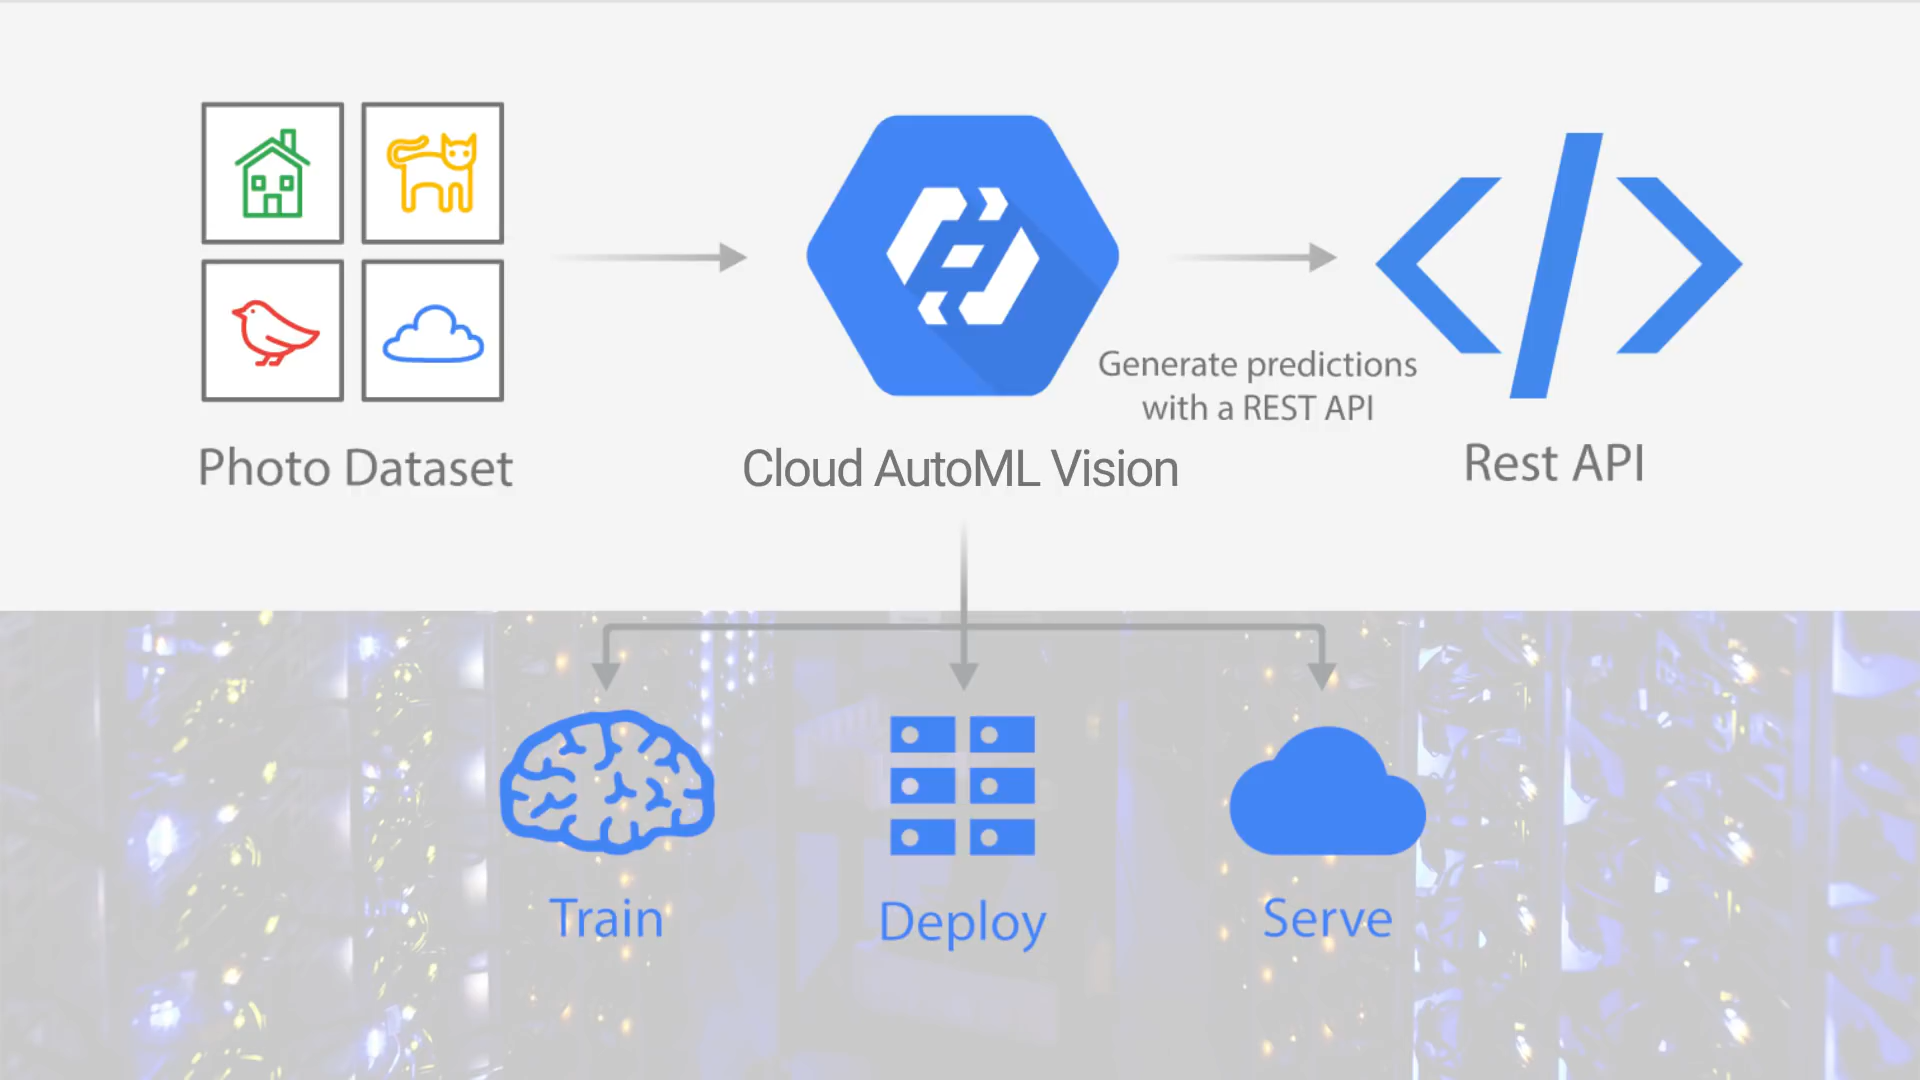 Generate predictions
with a REST API
Photo Dataset
Cloud AutoML Vision
Rest API
Train
Deploy
Serve